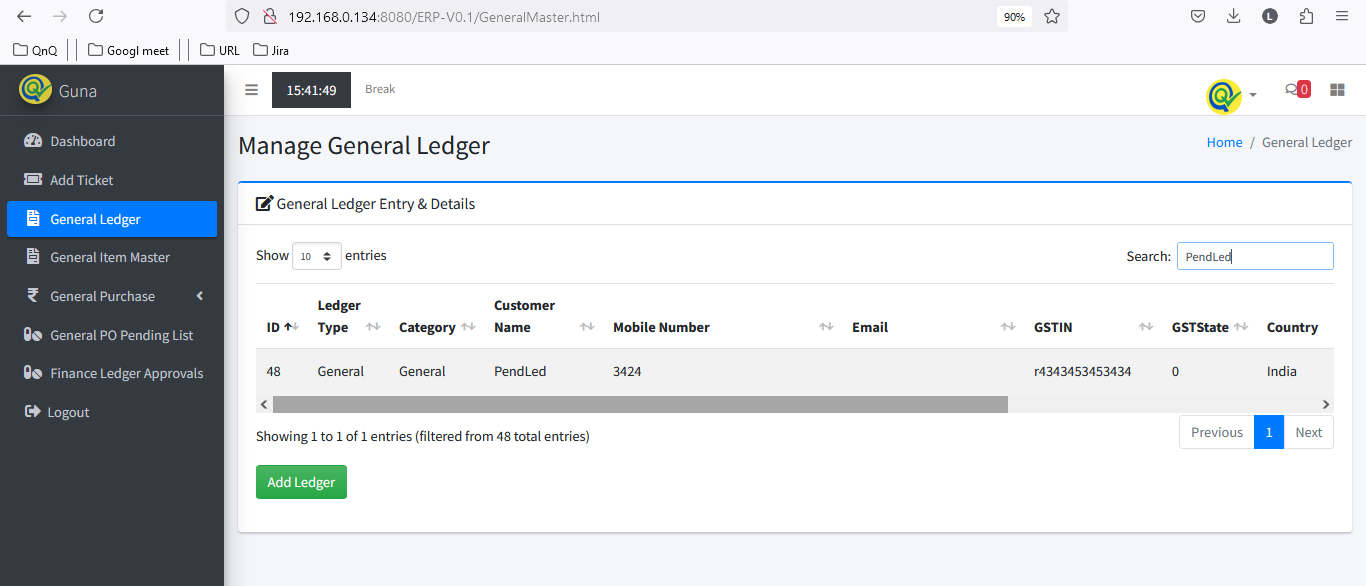 192.168.0.134:8080/ERP-V0.1/GeneralMaster.html
90%
L
QnQ
Googl meet
URL
Jira
Guna
15:41:49
Break
0
Dashboard
Add Ticket
General Ledger
General Item Master
General Purchase
General PO Pending List
Finance Ledger Approvals
Logout
Manage General Ledger
Home / General Ledger
General Ledger Entry & Details
Show 10 entries
Search: PendLed
ID Ledger Type Category Customer Name Mobile Number Email GSTIN GSTState Country
48 General General PendLed 3424 r4343453453434 0 India
Showing 1 to 1 of 1 entries (filtered from 48 total entries)
Previous 1 Next
Add Ledger